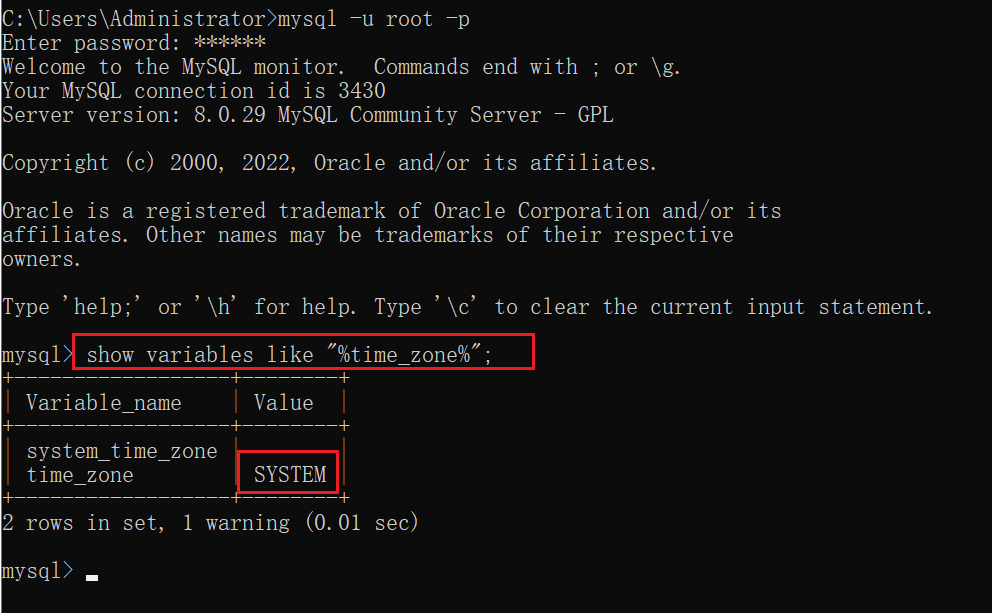 C:\Users\Administrator>mysql -u root -p
Enter password: ******
Welcome to the MySQL monitor.  Commands end with ; or \g.
Your MySQL connection id is 3430
Server version: 8.0.29 MySQL Community Server - GPL
Copyright (c) 2000, 2022, Oracle and/or its affiliates.
Oracle is a registered trademark of Oracle Corporation and/or its
affiliates. Other names may be trademarks of their respective
owners.
Type 'help;' or '\h' for help. Type '\c' to clear the current input statement.
mysql> show variables like "%time_zone%";
+------------------+--------+
| Variable_name    | Value  |
+------------------+--------+
| system_time_zone |        |
| time_zone        | SYSTEM |
+------------------+--------+
2 rows in set, 1 warning (0.01 sec)
mysql>